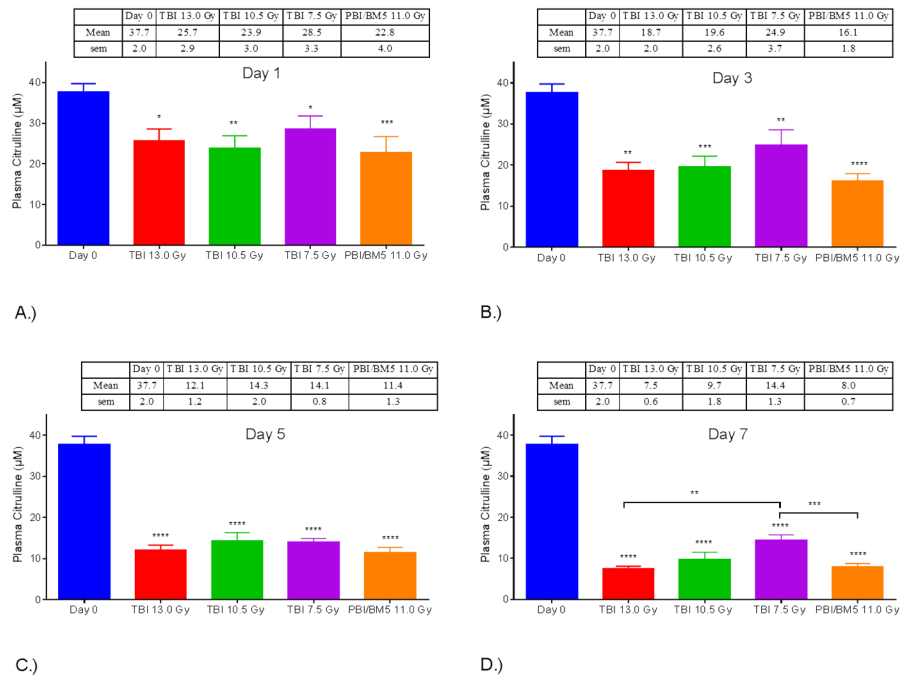 Day 0 TBI 13.0 Gy TBI 10.5 Gy TBI 7.5 Gy PBI/BM5 11.0 Gy
Mean 37.7 25.7 23.9 28.5 22.8
sem 2.0 2.9 3.0 3.3 4.0
Day 1
Plasma Citrulline (µM)
40
30
20
10
0
*
**
*
***
Day 0 TBI 13.0 Gy TBI 10.5 Gy TBI 7.5 Gy PBI/BM5 11.0 Gy
A.)
Day 0 TBI 13.0 Gy TBI 10.5 Gy TBI 7.5 Gy PBI/BM5 11.0 Gy
Mean 37.7 18.7 19.6 24.9 16.1
sem 2.0 2.0 2.6 3.7 1.8
Day 3
Plasma Citrulline (µM)
40
30
20
10
0
**
***
**
****
Day 0 TBI 13.0 Gy TBI 10.5 Gy TBI 7.5 Gy PBI/BM5 11.0 Gy
B.)
Day 0 TBI 13.0 Gy TBI 10.5 Gy TBI 7.5 Gy PBI/BM5 11.0 Gy
Mean 37.7 12.1 14.3 14.1 11.4
sem 2.0 1.2 2.0 0.8 1.3
Day 5
Plasma Citrulline (µM)
40
30
20
10
0
****
****
****
****
Day 0 TBI 13.0 Gy TBI 10.5 Gy TBI 7.5 Gy PBI/BM5 11.0 Gy
C.)
Day 0 TBI 13.0 Gy TBI 10.5 Gy TBI 7.5 Gy PBI/BM5 11.0 Gy
Mean 37.7 7.5 9.7 14.4 8.0
sem 2.0 0.6 1.8 1.3 0.7
Day 7
Plasma Citrulline (µM)
40
30
20
10
0
**
***
****
****
****
****
Day 0 TBI 13.0 Gy TBI 10.5 Gy TBI 7.5 Gy PBI/BM5 11.0 Gy
D.)